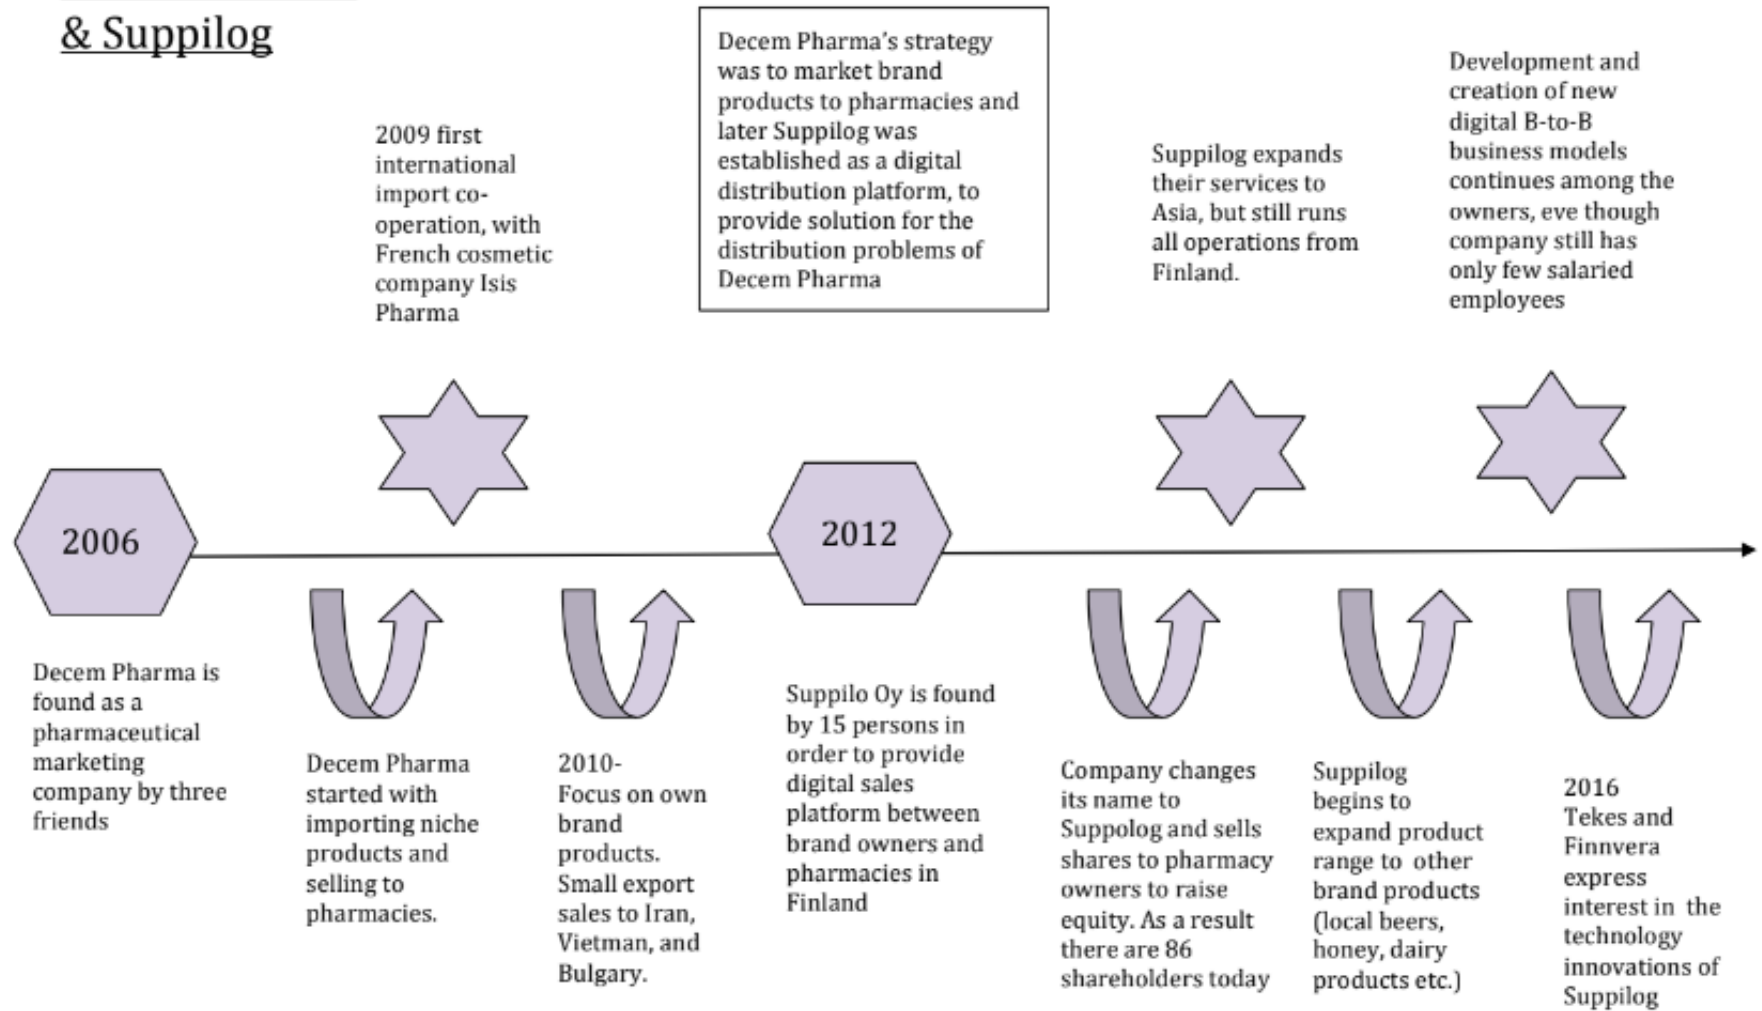 & Suppilog
2009 first
international
import co-
operation, with
French cosmetic
company Isis
Pharma
Decem Pharma's strategy
was to market brand
products to pharmacies and
later Suppilog was
established as a digital
distribution platform, to
provide solution for the
distribution problems of
Decem Pharma
Suppilog expands
their services to
Asia, but still runs
all operations from
Finland.
Development and
creation of new
digital B-to-B
business models
continues among the
owners, eve though
company still has
only few salaried
employees
2006
2012
Decem Pharma is
found as a
pharmaceutical
marketing
company by three
friends
Decem Pharma
started with
importing niche
products and
selling to
pharmacies.
2010-
Focus on own
brand
products.
Small export
sales to Iran,
Vietman, and
Bulgary.
Suppilo Oy is found
by 15 persons in
order to provide
digital sales
platform between
brand owners and
pharmacies in
Finland
Company changes
its name to
Suppolog and sells
shares to pharmacy
owners to raise
equity. As a result
there are 86
shareholders today
Suppilog
begins to
expand product
range to other
brand products
(local beers,
honey, dairy
products etc.)
2016
Tekes and
Finnvera
express
interest in the
technology
innovations of
Suppilog